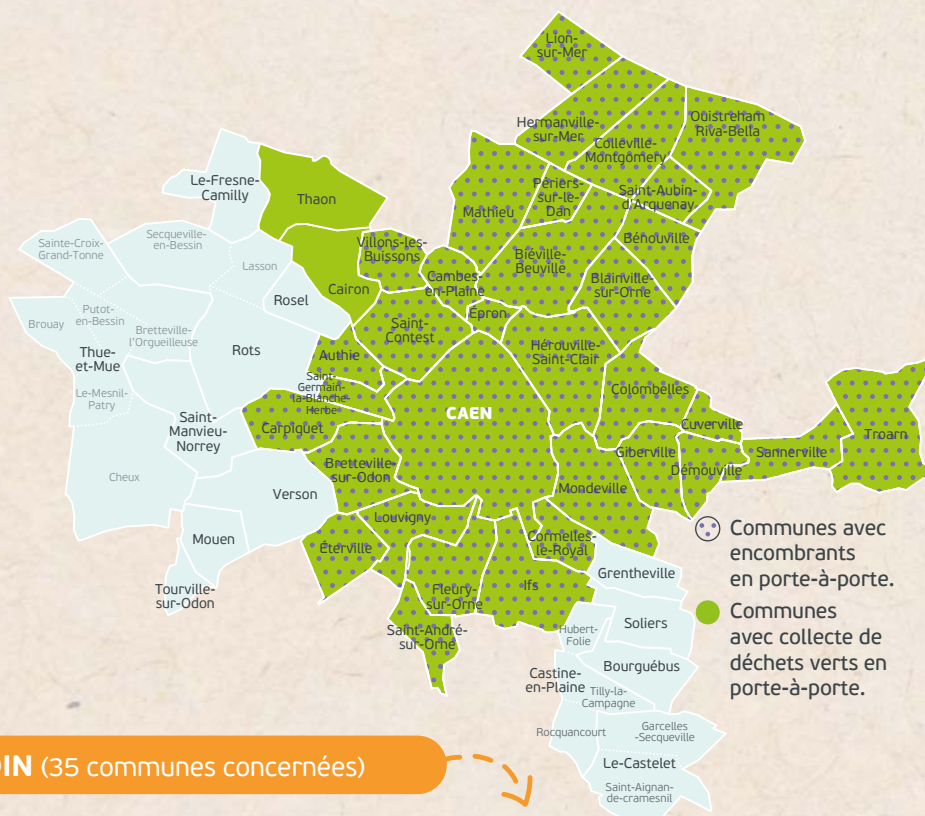 Lion-
sur-Mer
Hermanville-
sur-Mer
Colleville-
Montgomery
Ouistreham
Riva-Bella
Le-Fresne-
Camilly
Thaon
Mathieu
Périers-
sur-le-
Dan
Saint-Aubin-
d'Arquenay
Sainte-Croix-
Grand-Tonne
Secqueville-
en-Bessin
Lasson
Villons-les-
Buissons
Cambes-
en-Plaine
Biéville-
Beuville
Bénouville
Blainville-
sur-Orne
Rosel
Cairon
Epron
Brouay
Putot-
en-Bessin
Bretteville-
l'Orgueilleuse
Thue-
et-Mue
Rots
Authie
Saint-
Contest
Hérouville-
Saint-Clair
Le-Mesnil-
Patry
Saint-
Germain-
la-Blanche-
Herbe
CAEN
Colombelles
Saint-
Manvieu-
Norrey
Carpiquet
Cuverville
Troarn
Giberville
Sannerville
Démouville
Cheux
Bretteville-
sur-Odon
Mondeville
Verson
Louvigny
Mouen
Éterville
Cormelles-
le-Royal
Grentheville
Tourville-
sur-Odon
Fleury-
sur-Orne
Ifs
Saint-André-
sur-Orne
Hubert-
Folie
Soliers
Bourguébus
Castine-
en-Plaine
Tilly-la-
Campagne
Rocquancourt
Garcelles
-Secqueville
Le-Castelet
Saint-Aignan-
de-cramesnil
Communes avec
encombrants
en porte-à-porte.
Communes
avec collecte de
déchets verts en
porte-à-porte.
DIN (35 communes concernées)